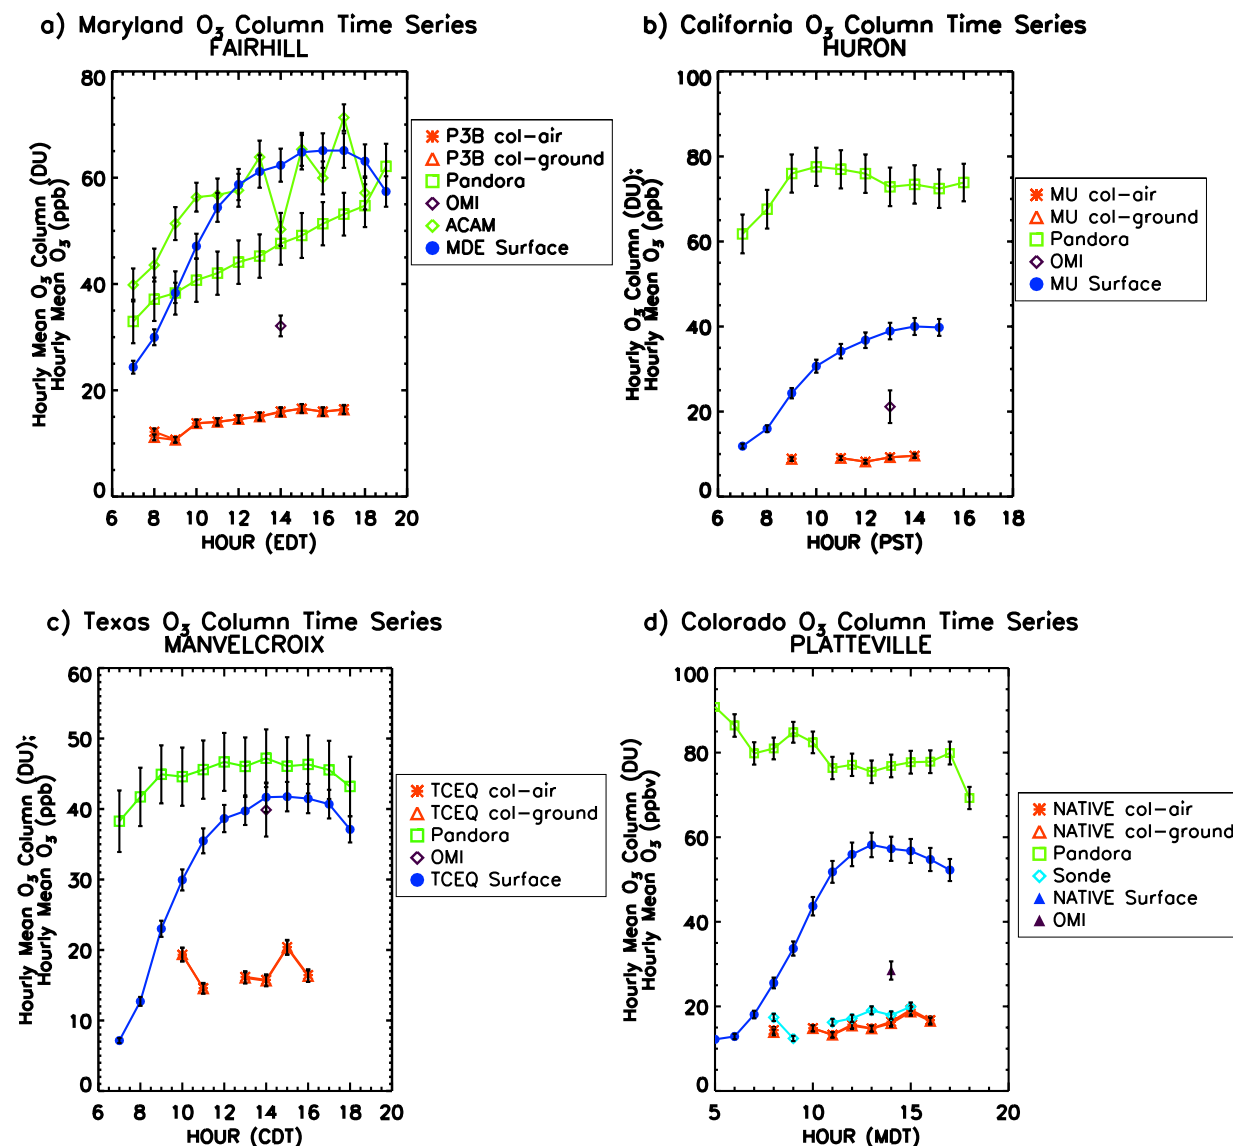 a) Maryland O3 Column Time Series
FAIRHILL
Hourly Mean O3 Column (DU)
Hourly Mean O3 (ppb)
80
60
40
20
0
6 8 10 12 14 16 18 20
HOUR (EDT)
P3B col-air
P3B col-ground
Pandora
OMI
ACAM
MDE Surface
b) California O3 Column Time Series
HURON
Hourly O3 Column (DU);
Hourly Mean O3 (ppb)
100
80
60
40
20
0
6 8 10 12 14 16 18
HOUR (PST)
MU col-air
MU col-ground
Pandora
OMI
MU Surface
c) Texas O3 Column Time Series
MANVELCROIX
Hourly Mean O3 Column (DU);
Hourly Mean O3 (ppb)
60
50
40
30
20
10
0
6 8 10 12 14 16 18 20
HOUR (CDT)
TCEQ col-air
TCEQ col-ground
Pandora
OMI
TCEQ Surface
d) Colorado O3 Column Time Series
PLATTEVILLE
Hourly Mean O3 Column (DU)
Hourly Mean O3 (ppbv)
100
80
60
40
20
0
5 10 15 20
HOUR (MDT)
NATIVE col-air
NATIVE col-ground
Pandora
Sonde
NATIVE Surface
OMI